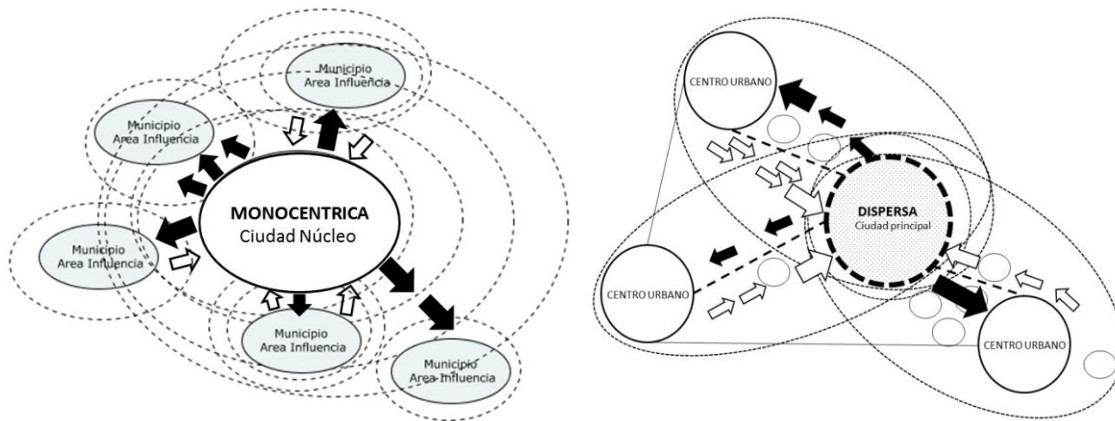 Municipio
Area Influencia
Municipio
Area Influencia
MONOCENTRICA
Ciudad Núcleo
Municipio
Area Influencia
Municipio
Area Influencia
Municipio
Area Influencia
CENTRO URBANO
DISPERSA
Ciudad principal
CENTRO URBANO
CENTRO URBANO